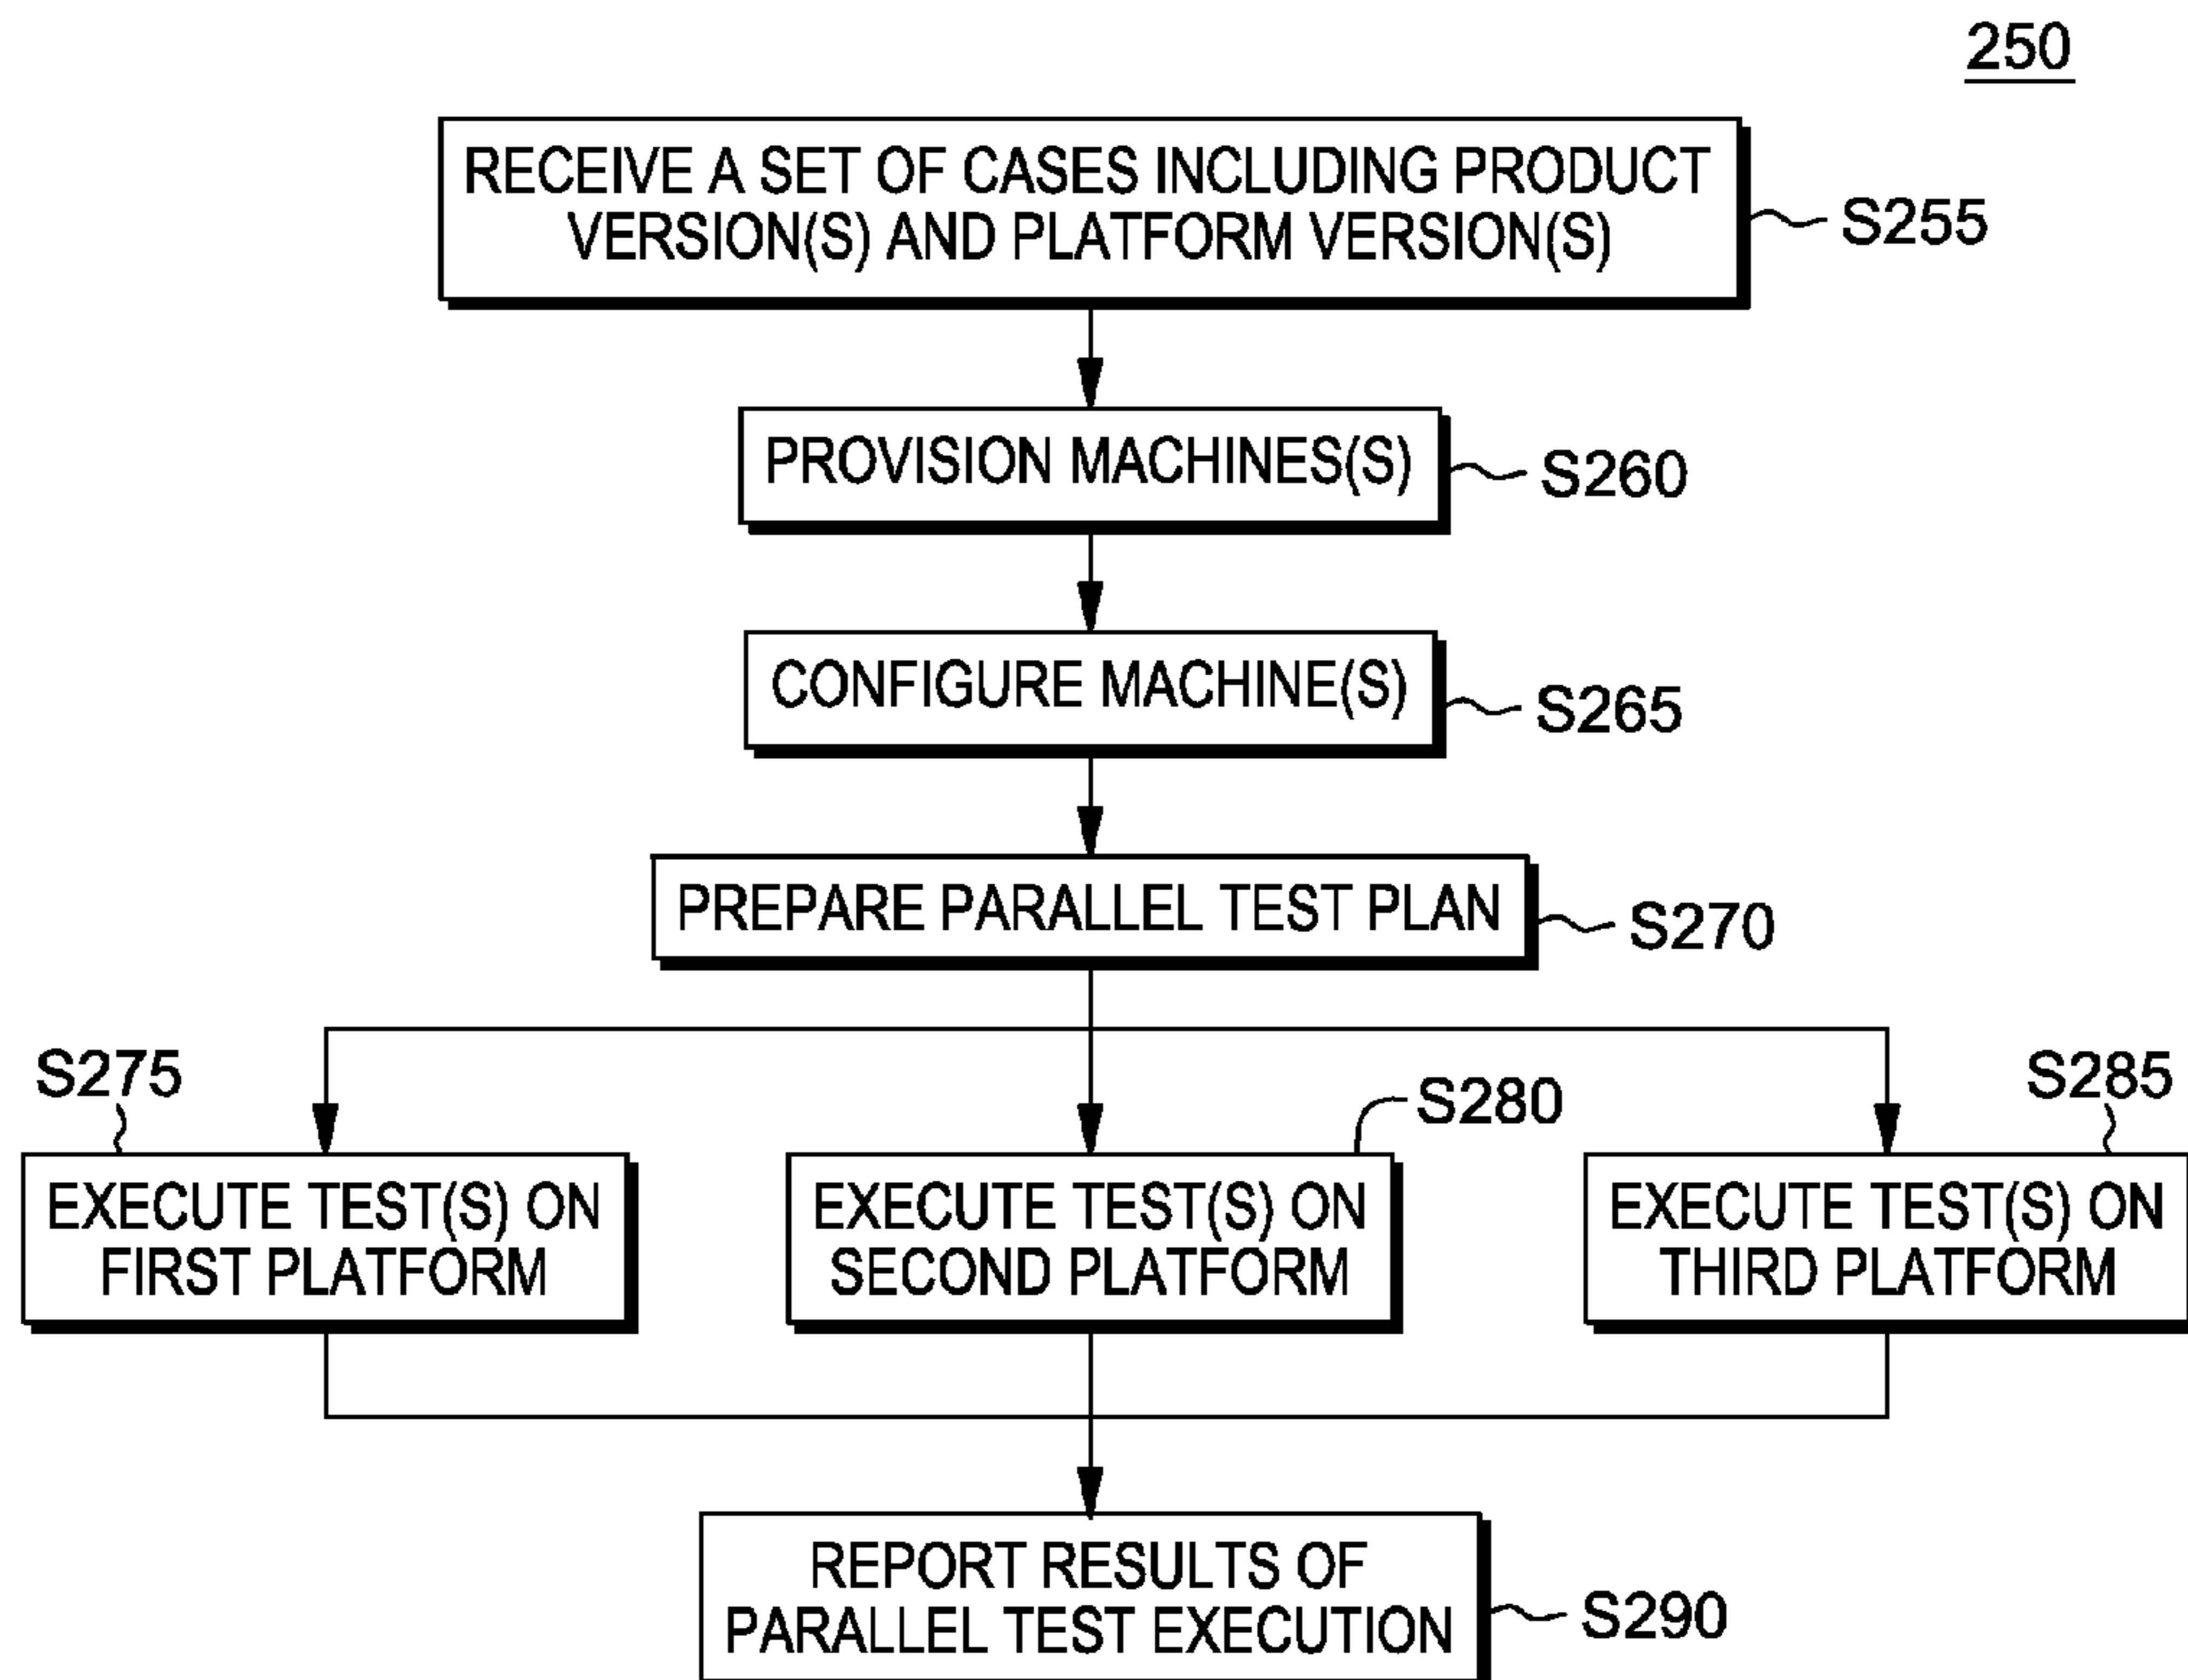 250
RECEIVE A SET OF CASES INCLUDING PRODUCT
VERSION(S) AND PLATFORM VERSION(S)
S255
PROVISION MACHINES(S)
S260
CONFIGURE MACHINE(S)
S265
PREPARE PARALLEL TEST PLAN
S270
S275
EXECUTE TEST(S) ON
FIRST PLATFORM
S280
EXECUTE TEST(S) ON
SECOND PLATFORM
S285
EXECUTE TEST(S) ON
THIRD PLATFORM
REPORT RESULTS OF
PARALLEL TEST EXECUTION
S290